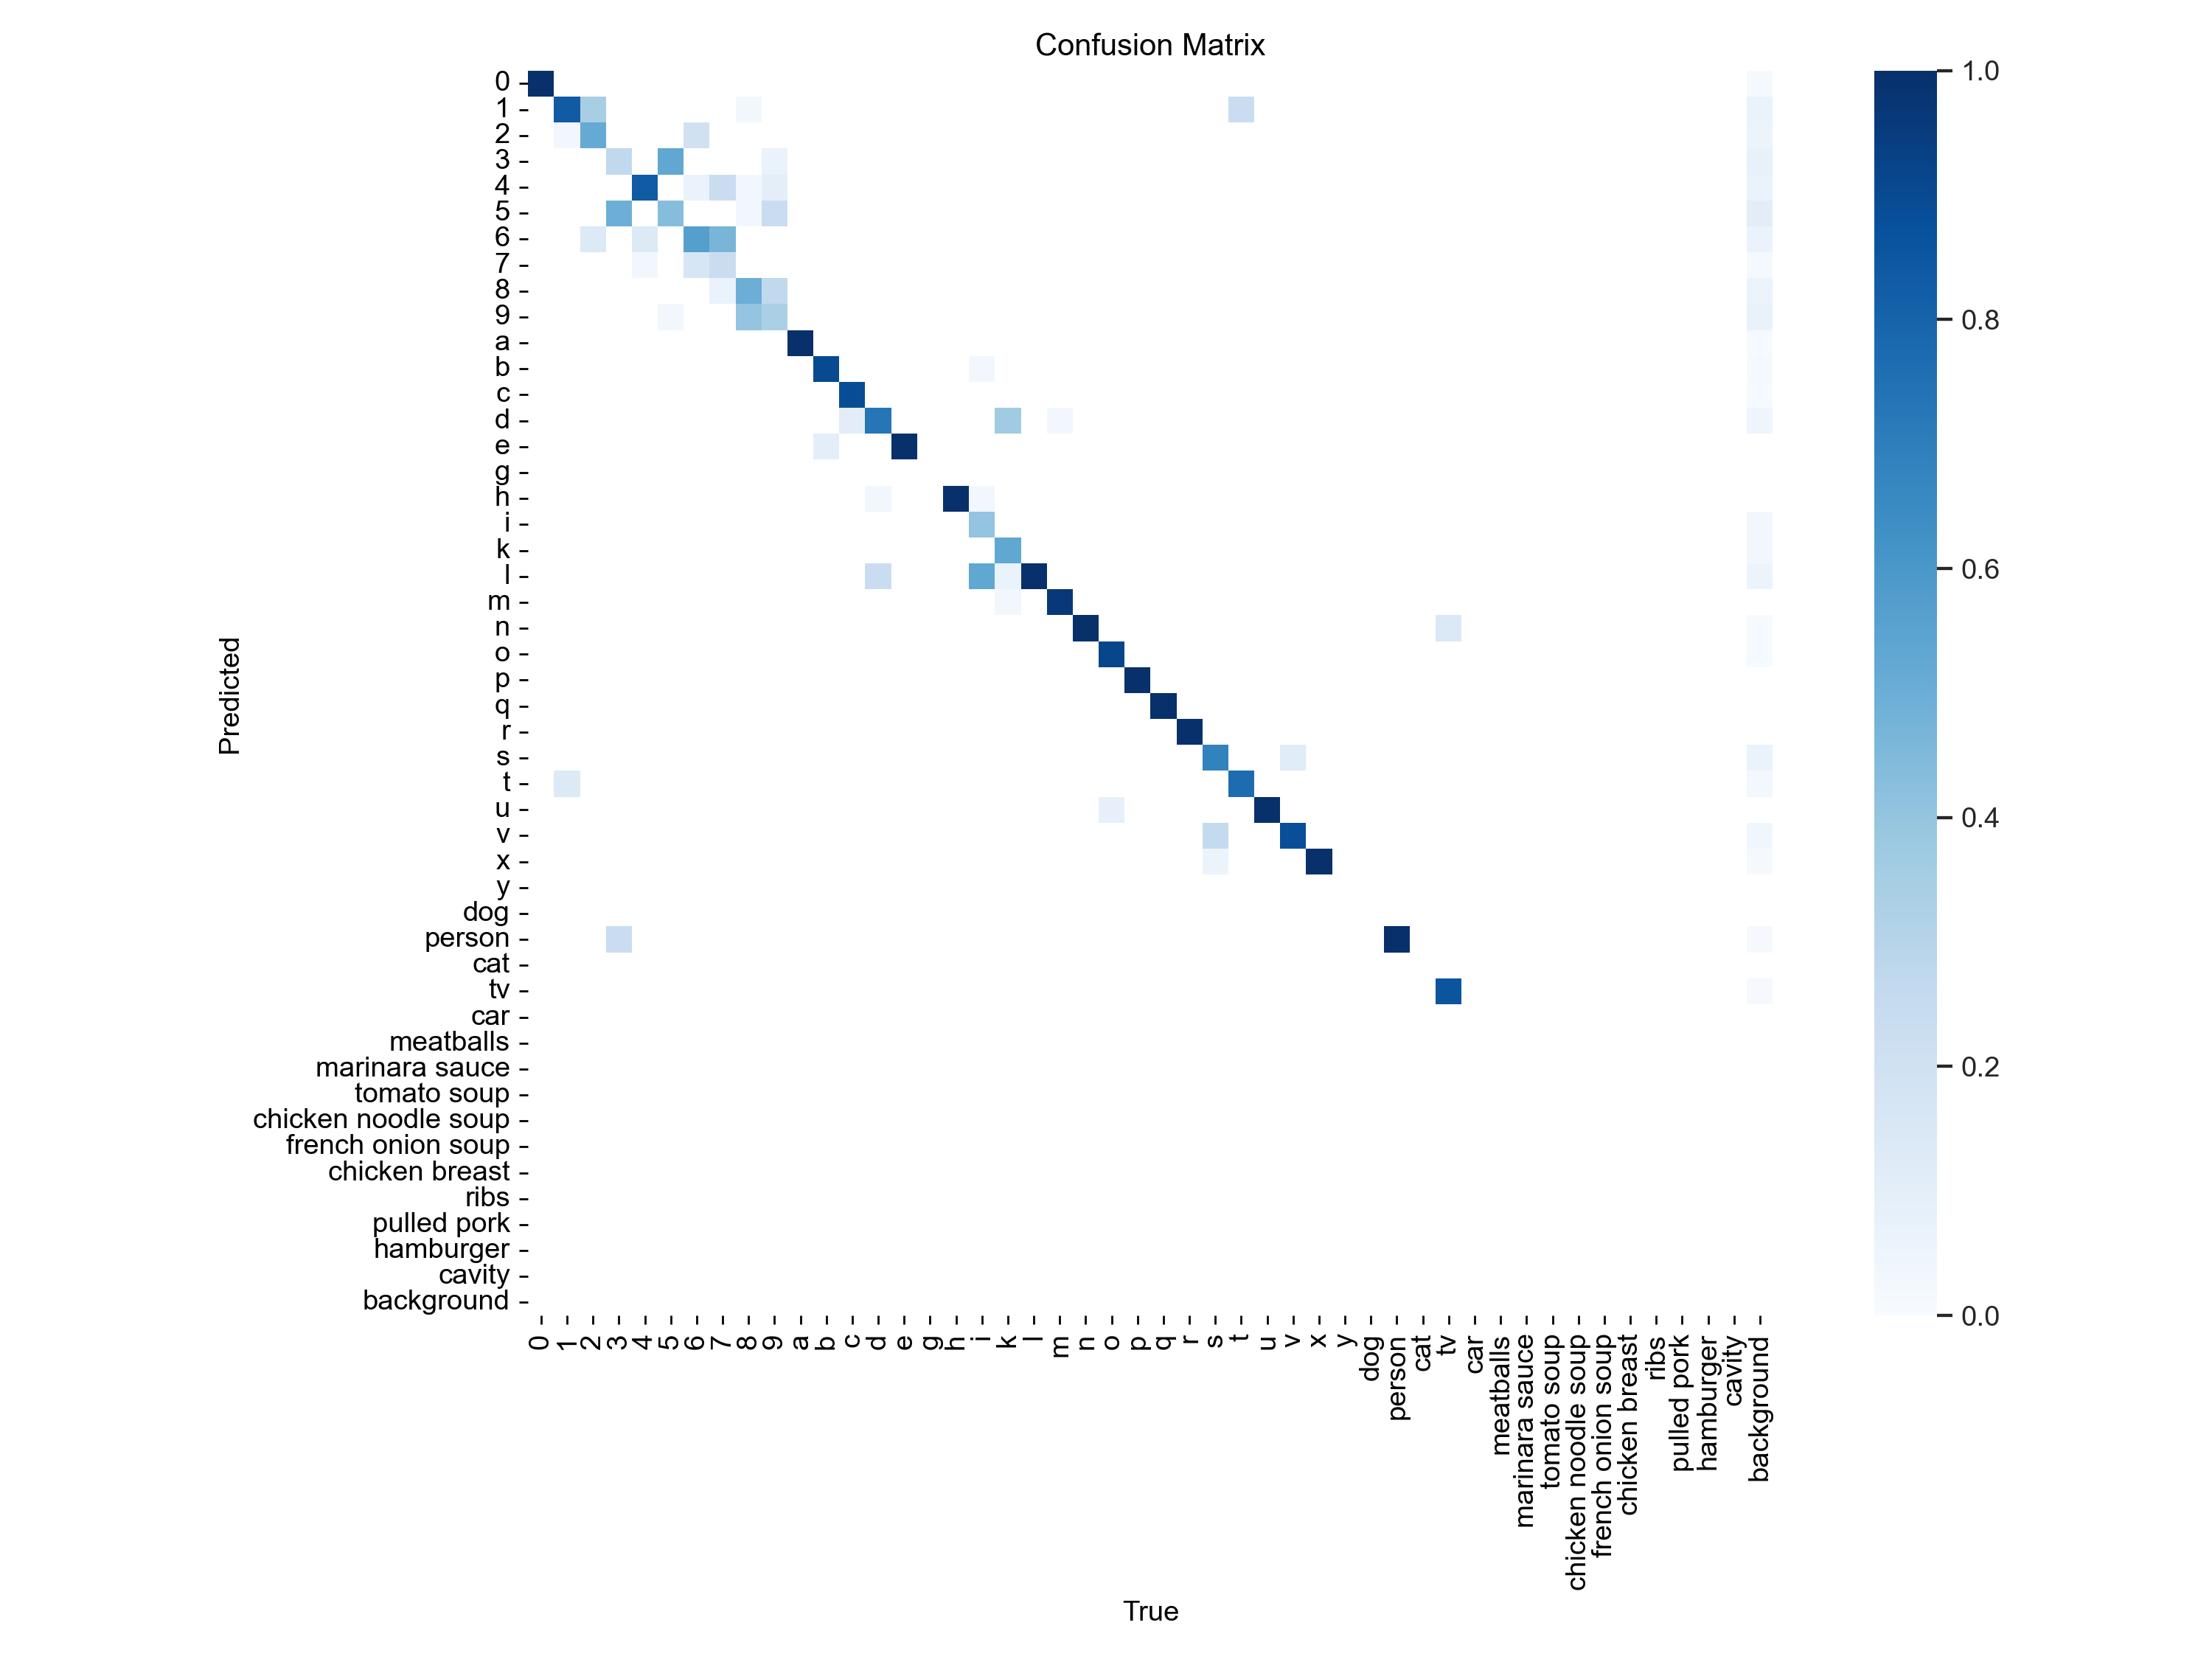 Confusion Matrix
Predicted
0
1
2
3
4
5
6
7
8
9
a
b
c
d
e
g
h
i
k
l
m
n
o
p
q
r
s
t
u
v
x
y
dog
person
cat
tv
car
meatballs
marinara sauce
tomato soup
chicken noodle soup
french onion soup
chicken breast
ribs
pulled pork
hamburger
cavity
background
0
1
2
3
4
5
6
7
8
9
a
b
c
d
e
g
h
i
k
l
m
n
o
p
q
r
s
t
u
v
x
y
dog
person
cat
tv
car
meatballs
marinara sauce
tomato soup
chicken noodle soup
french onion soup
chicken breast
ribs
pulled pork
hamburger
cavity
background
True
1.0
0.8
0.6
0.4
0.2
0.0